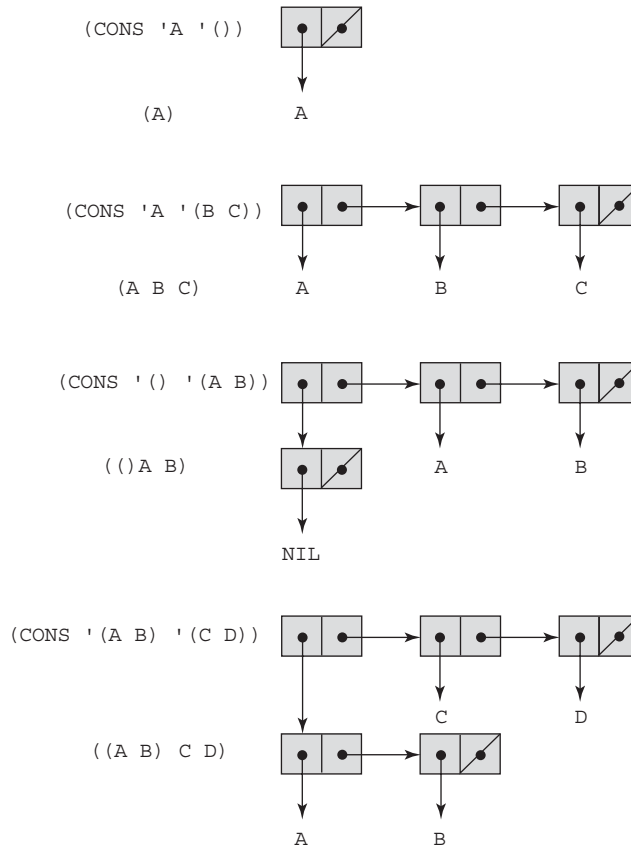 (CONS 'A '())
(A) A
(CONS 'A '(B C))
(A B C) A B C
(CONS '() '(A B))
(()A B) A B
NIL
(CONS '(A B) '(C D))
C D
((A B) C D)
A B